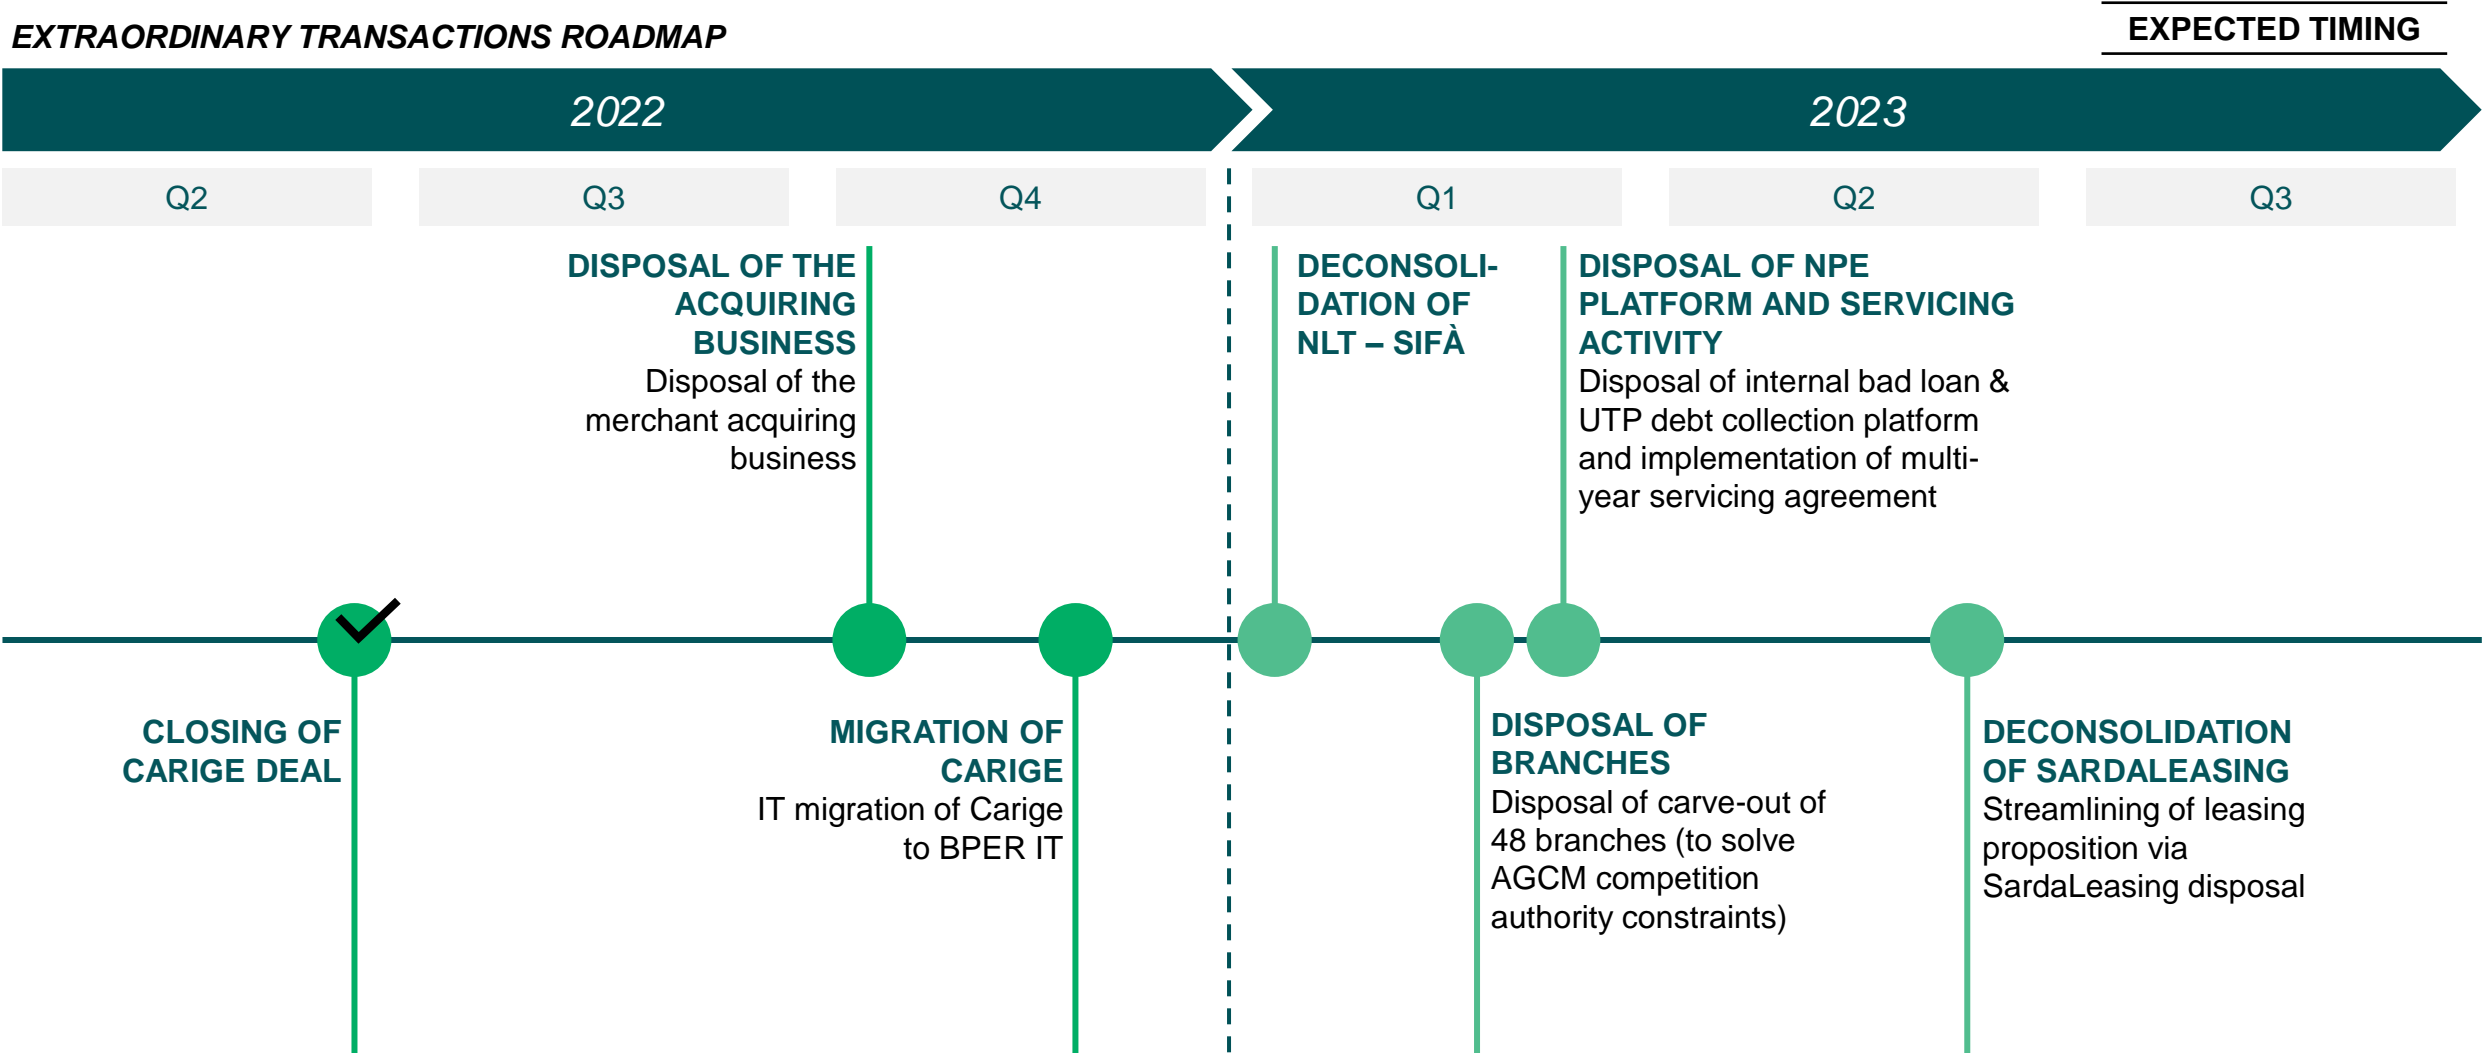 EXTRAORDINARY TRANSACTIONS ROADMAP
EXPECTED TIMING
2022
2023
Q2
Q3
Q4
Q1
Q2
Q3
DISPOSAL OF THE
ACQUIRING
BUSINESS
Disposal of the
merchant acquiring
business
DECONSOLI-
DATION OF
NLT – SIFÀ
DISPOSAL OF NPE
PLATFORM AND SERVICING
ACTIVITY
Disposal of internal bad loan &
UTP debt collection platform
and implementation of multi-
year servicing agreement
CLOSING OF
CARIGE DEAL
MIGRATION OF
CARIGE
IT migration of Carige
to BPER IT
DISPOSAL OF
BRANCHES
Disposal of carve-out of
48 branches (to solve
AGCM competition
authority constraints)
DECONSOLIDATION
OF SARDALEASING
Streamlining of leasing
proposition via
SardaLeasing disposal